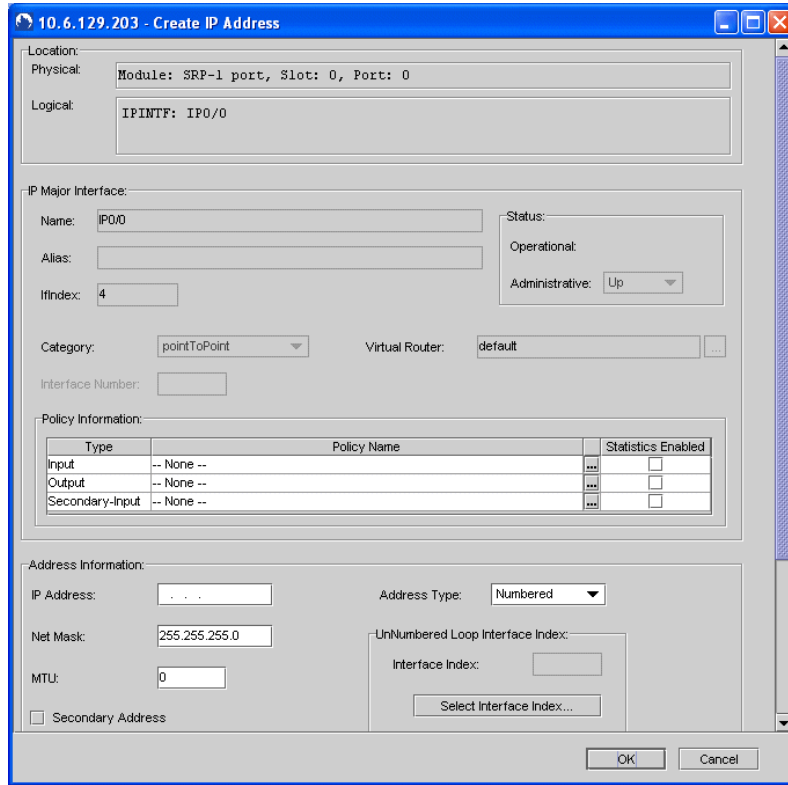 10.6.129.203 - Create IP Address
Location:
Physical: Module: SRP-1 port, Slot: 0, Port: 0
Logical: IPINTF: IP0/0
IP Major Interface:
Name: IP0/0
Status:
Operational:
Alias:
Administrative: Up
IfIndex: 4
Category: pointToPoint Virtual Router: default ...
Interface Number:
Policy Information:
Type Policy Name Statistics Enabled
Input -- None -- ...
Output -- None -- ...
Secondary-Input -- None -- ...
Address Information:
IP Address: . . . Address Type: Numbered
Net Mask: 255.255.255.0 UnNumbered Loop Interface Index:
Interface Index:
MTU: 0
Select Interface Index...
Secondary Address
OK Cancel